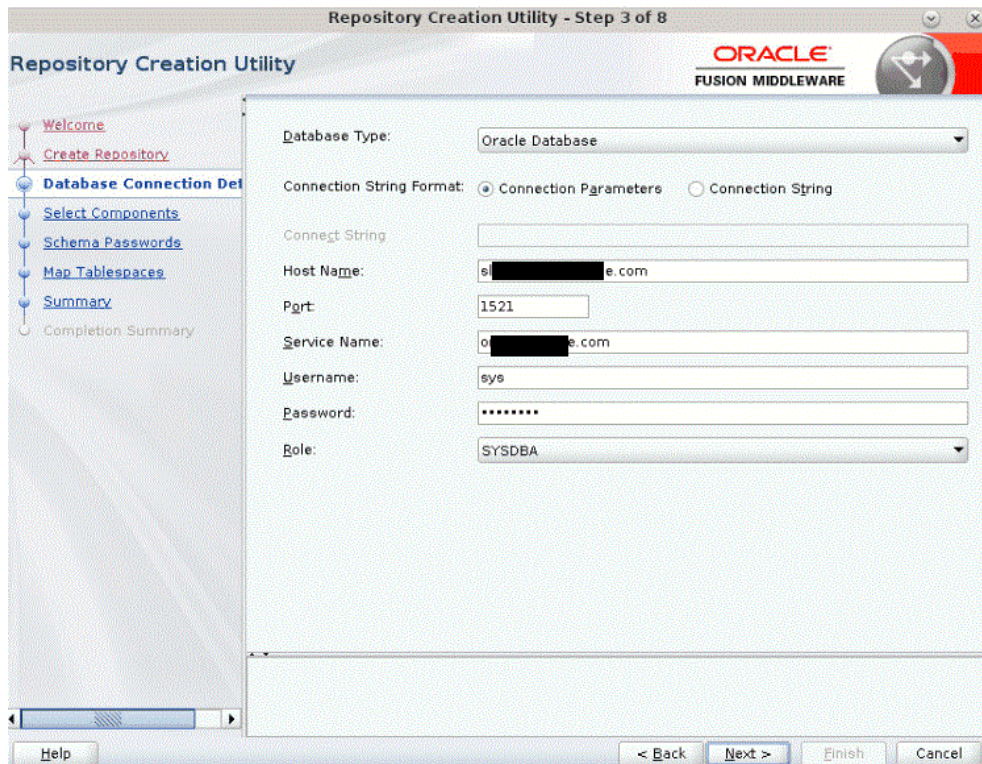 Repository Creation Utility - Step 3 of 8
Repository Creation Utility
ORACLE
FUSION MIDDLEWARE
Welcome
Create Repository
Database Connection Det
Select Components
Schema Passwords
Map Tablespaces
Summary
Completion Summary
Database Type: Oracle Database
Connection String Format: Connection Parameters Connection String
Connect String
Host Name: sl e.com
Port: 1521
Service Name: o e.com
Username: sys
Password: ••••••••
Role: SYSDBA
Help < Back Next > Finish Cancel